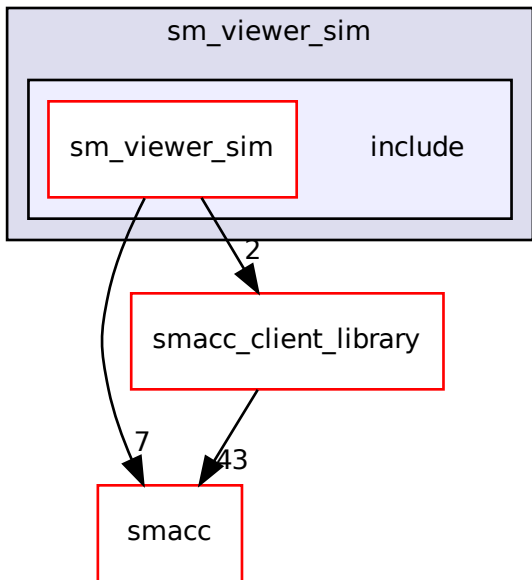 sm_viewer_sim
sm_viewer_sim
include
2
smacc_client_library
7
43
smacc